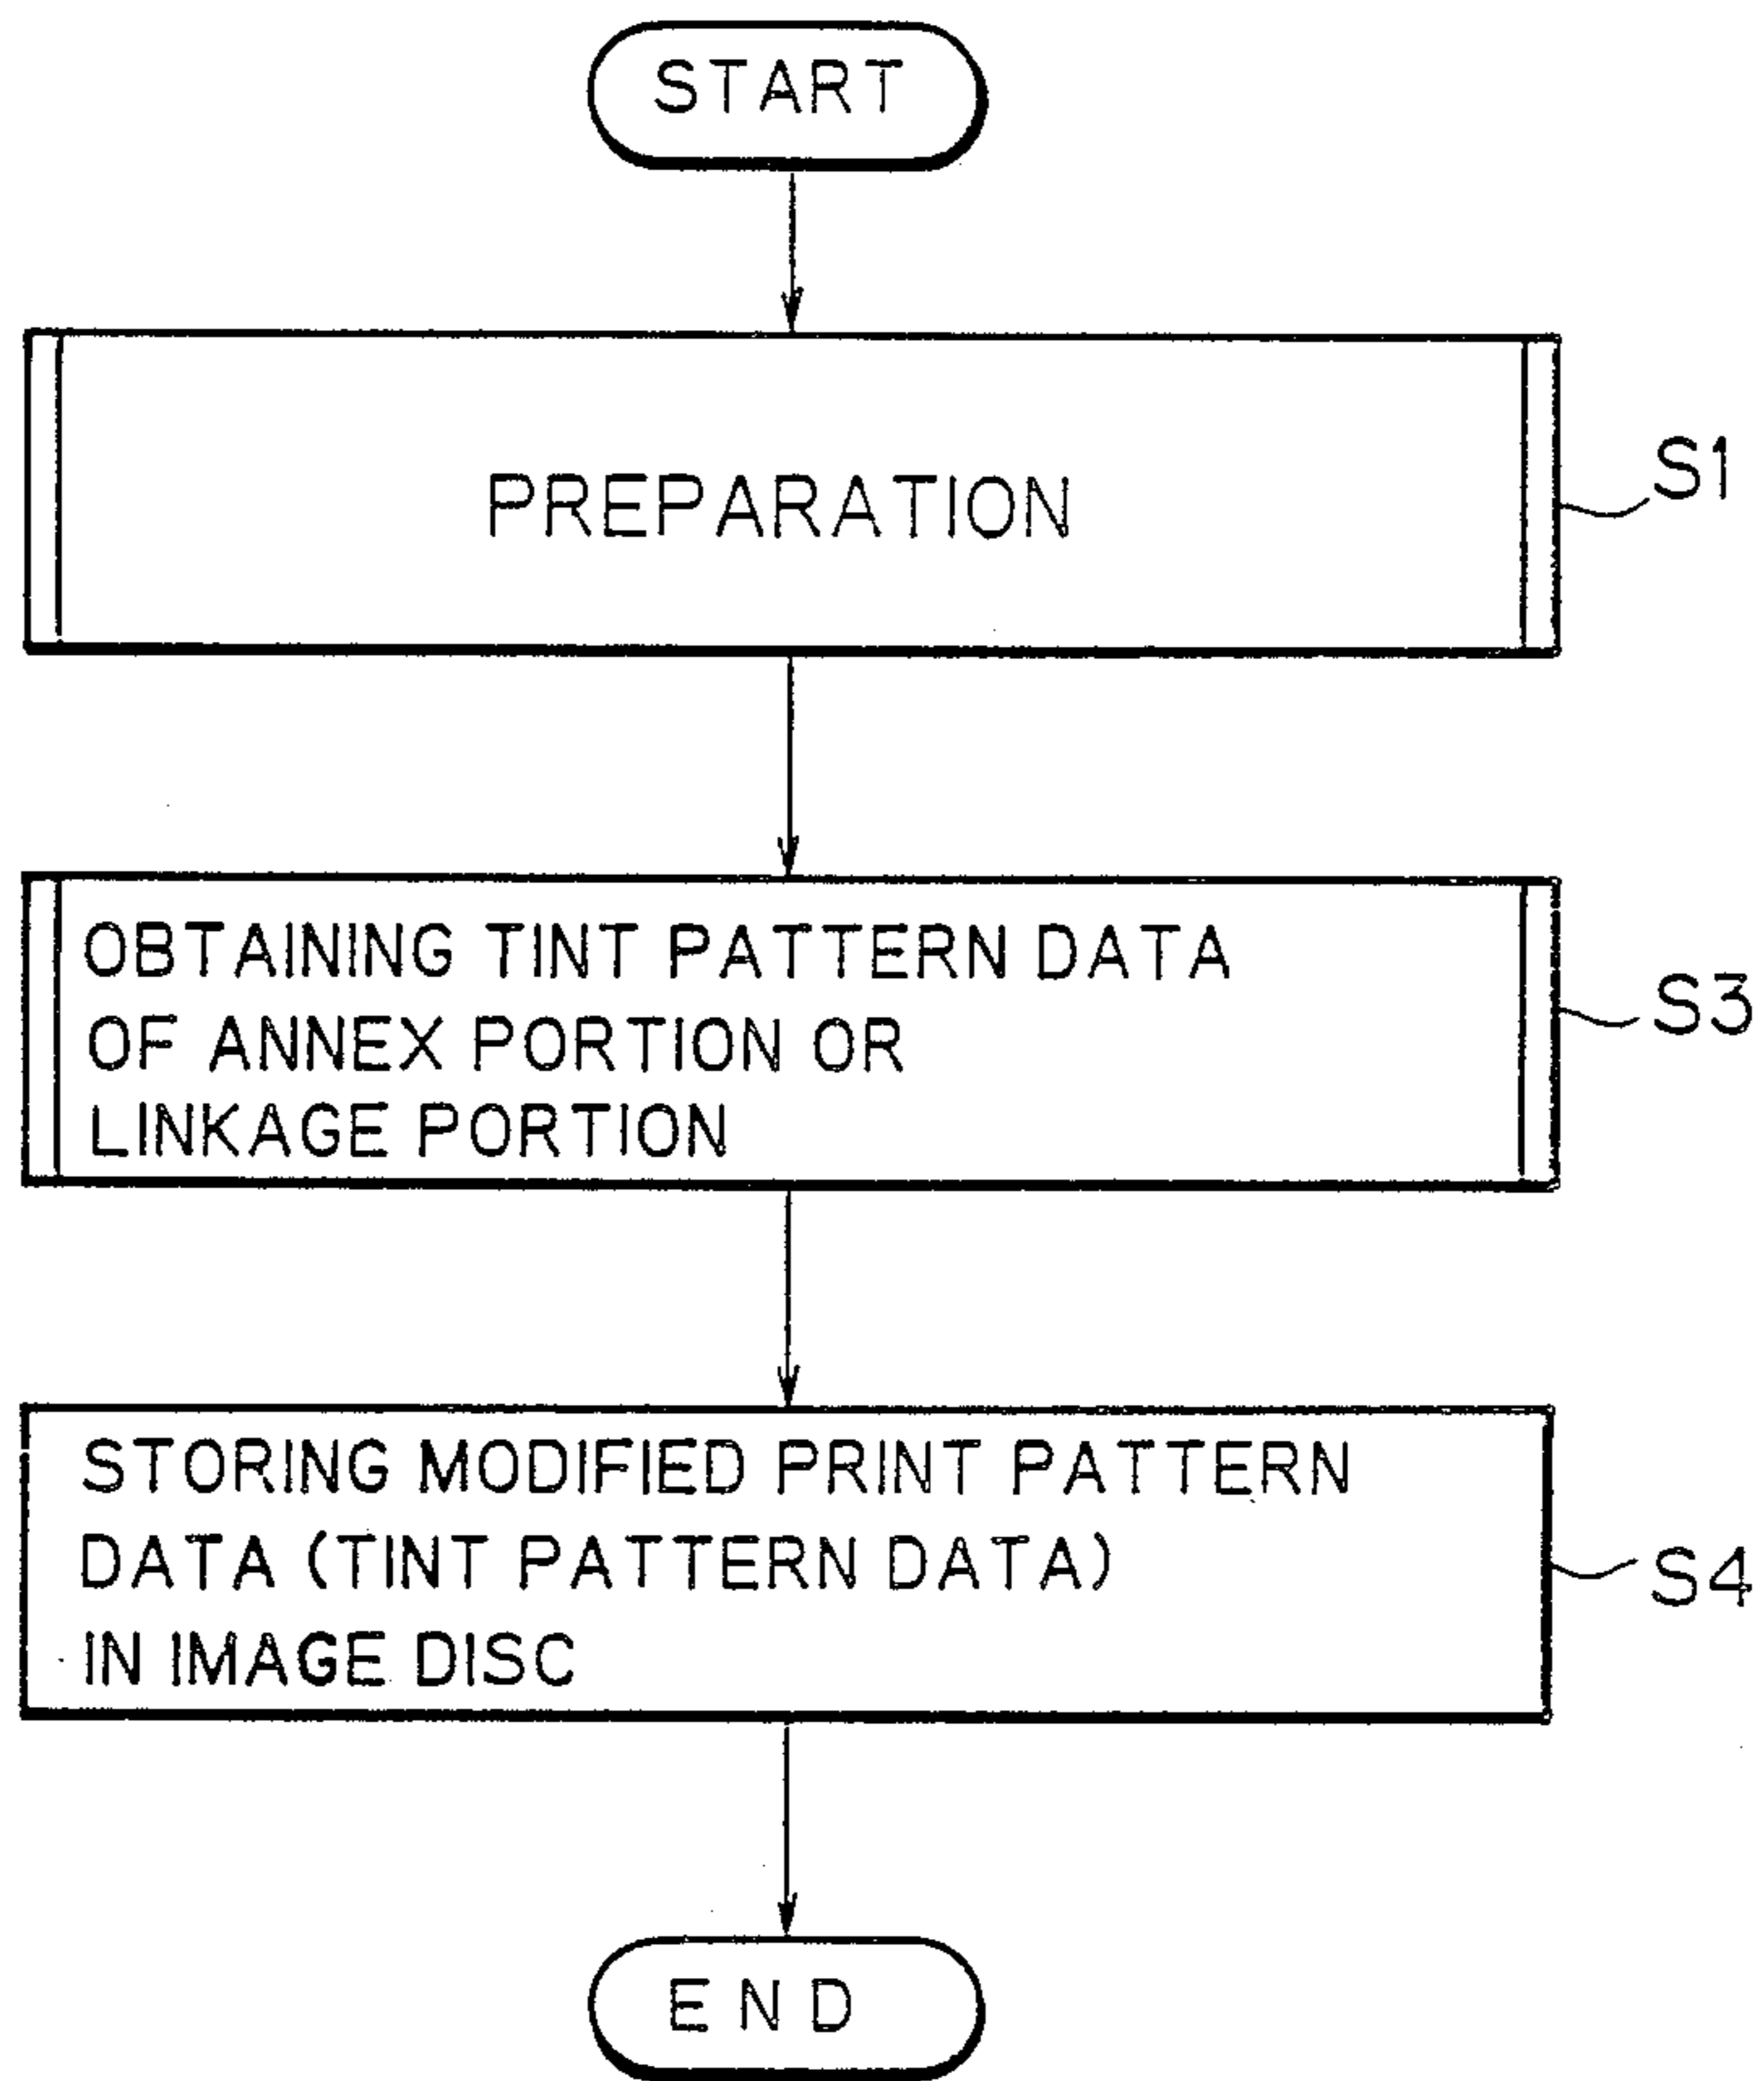 START
PREPARATION
S1
OBTAINING TINT PATTERN DATA
OF ANNEX PORTION OR
LINKAGE PORTION
S3
STORING MODIFIED PRINT PATTERN
DATA (TINT PATTERN DATA)
IN IMAGE DISC
S4
END